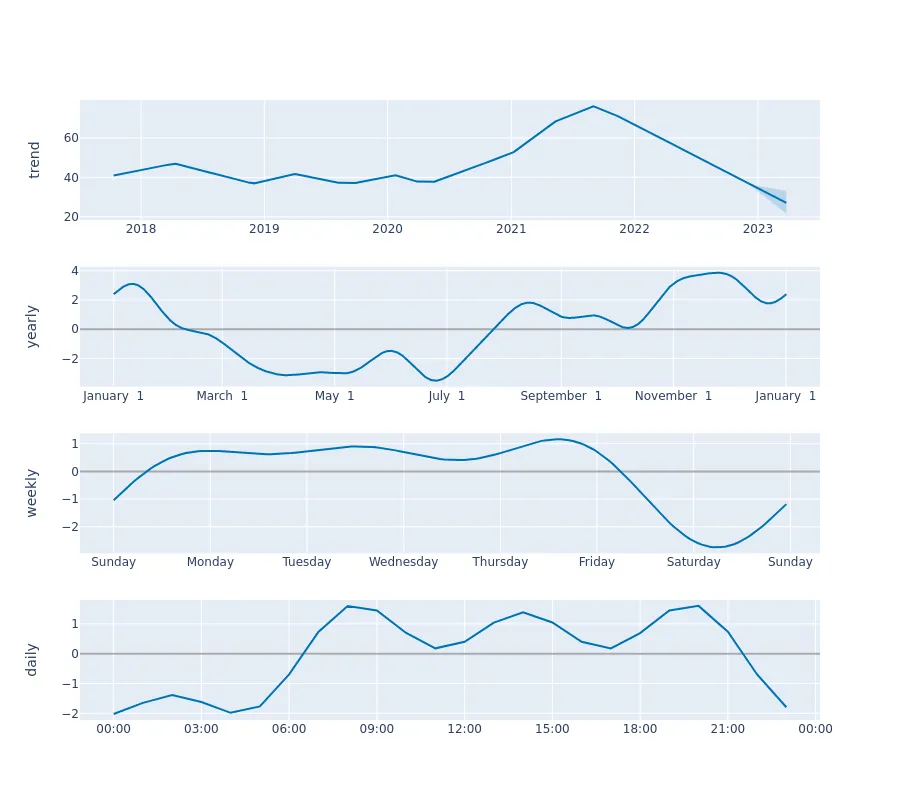 trend
60
40
20
2018 2019 2020 2021 2022 2023
yearly
4
2
0
−2
January 1 March 1 May 1 July 1 September 1 November 1 January 1
weekly
1
0
−1
−2
Sunday Monday Tuesday Wednesday Thursday Friday Saturday Sunday
daily
1
0
−1
−2
00:00 03:00 06:00 09:00 12:00 15:00 18:00 21:00 00:00